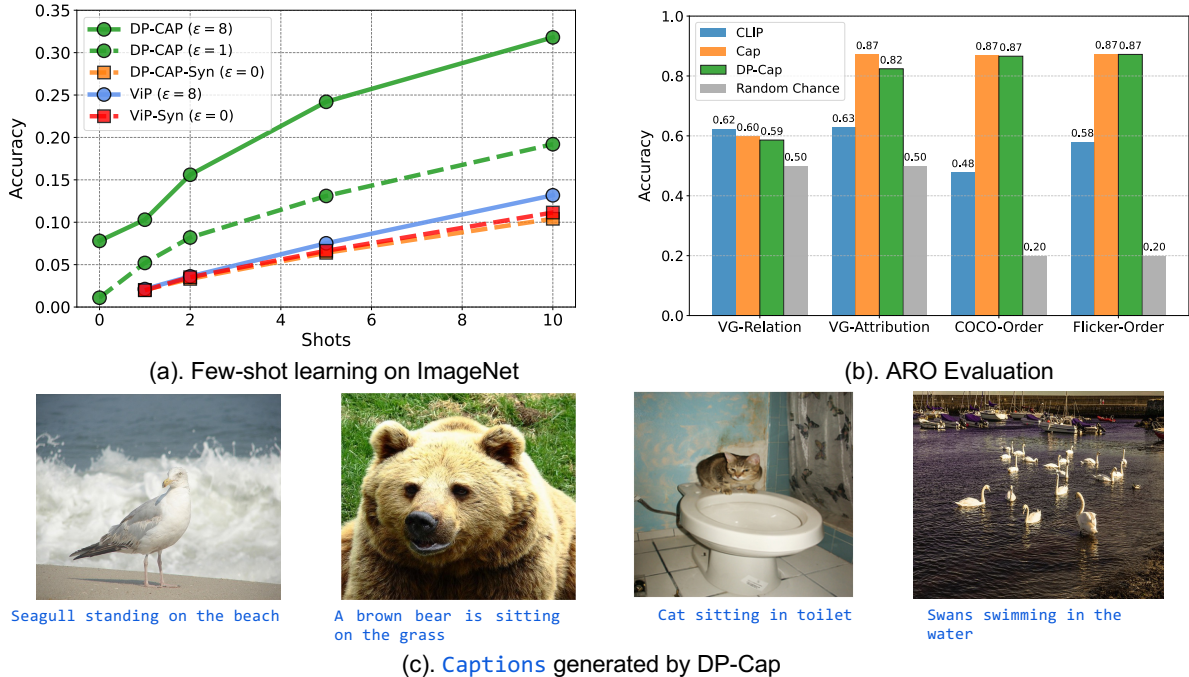 0.35
0.30
0.25
0.20
0.15
0.10
0.05
0.00
Accuracy
DP-CAP (ε = 8)
DP-CAP (ε = 1)
DP-CAP-Syn (ε = 0)
ViP (ε = 8)
ViP-Syn (ε = 0)
0 2 4 6 8 10
Shots
(a). Few-shot learning on ImageNet
1.0
0.8
0.6
0.4
0.2
0.0
Accuracy
CLIP
Cap
DP-Cap
Random Chance
0.62 0.60 0.59 0.50
0.63 0.87 0.82 0.50
0.48 0.87 0.87 0.20
0.58 0.87 0.87 0.20
VG-Relation VG-Attribution COCO-Order Flicker-Order
(b). ARO Evaluation
Seagull standing on the beach
A brown bear is sitting
on the grass
Cat sitting in toilet
Swans swimming in the
water
(c). Captions generated by DP-Cap